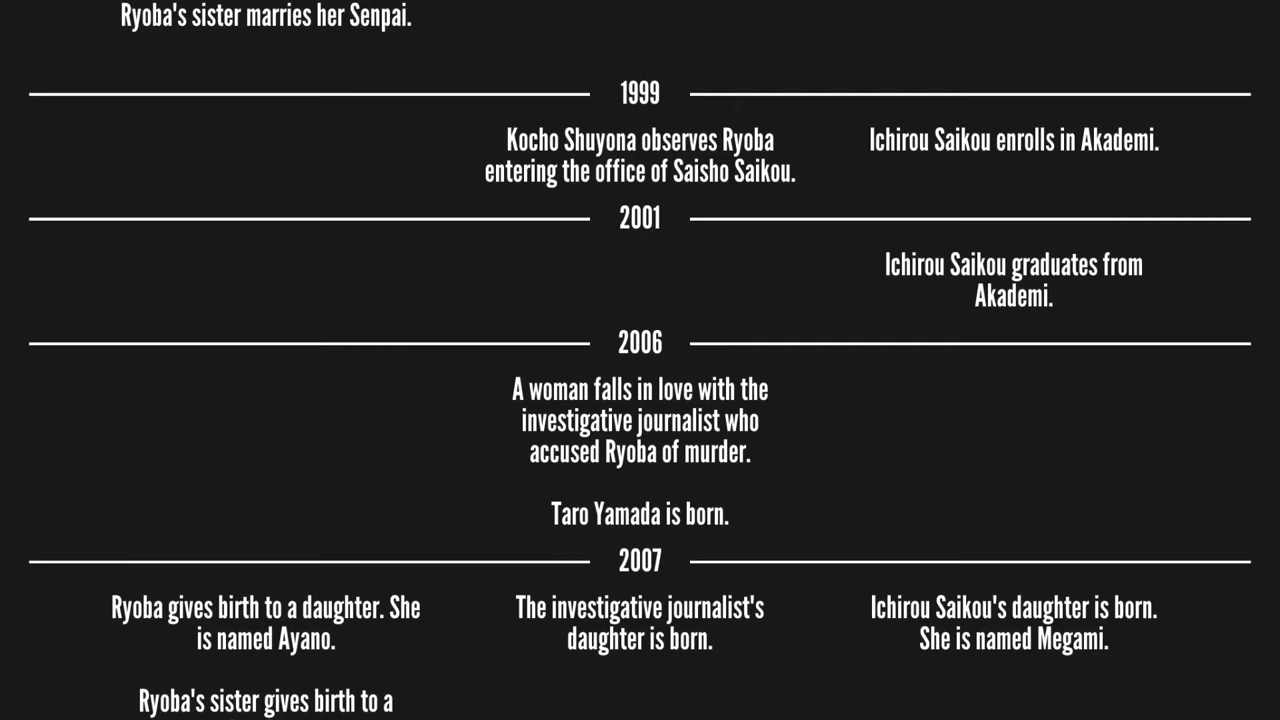 Ryoba's sister marries her Senpai.
1999
Kocho Shuyona observes Ryoba
entering the office of Saisho Saikou.
Ichirou Saikou enrolls in Akademi.
2001
Ichirou Saikou graduates from
Akademi.
2006
A woman falls in love with the
investigative journalist who
accused Ryoba of murder.
Taro Yamada is born.
2007
Ryoba gives birth to a daughter. She
is named Ayano.
Ryoba's sister gives birth to a
The investigative journalist's
daughter is born.
Ichirou Saikou's daughter is born.
She is named Megami.